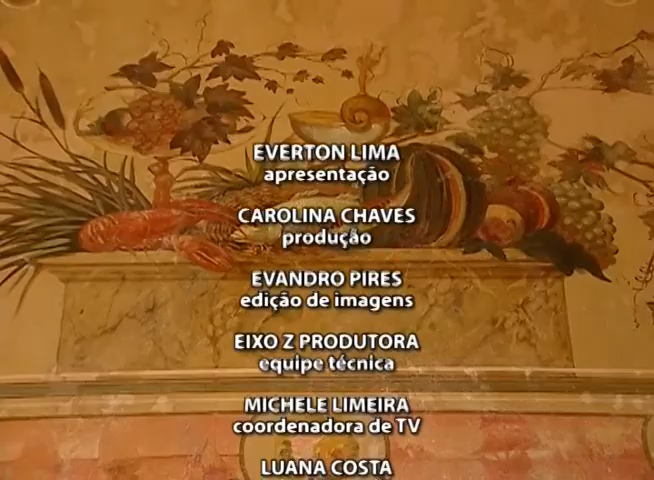 EVERTON LIMA
apresentação
CAROLINA CHAVES
produção
EVANDRO PIRES
edição de imagens
EIXO Z PRODUTORA
equipe técnica
MICHELE LIMEIRA
coordenadora de TV
LUANA COSTA